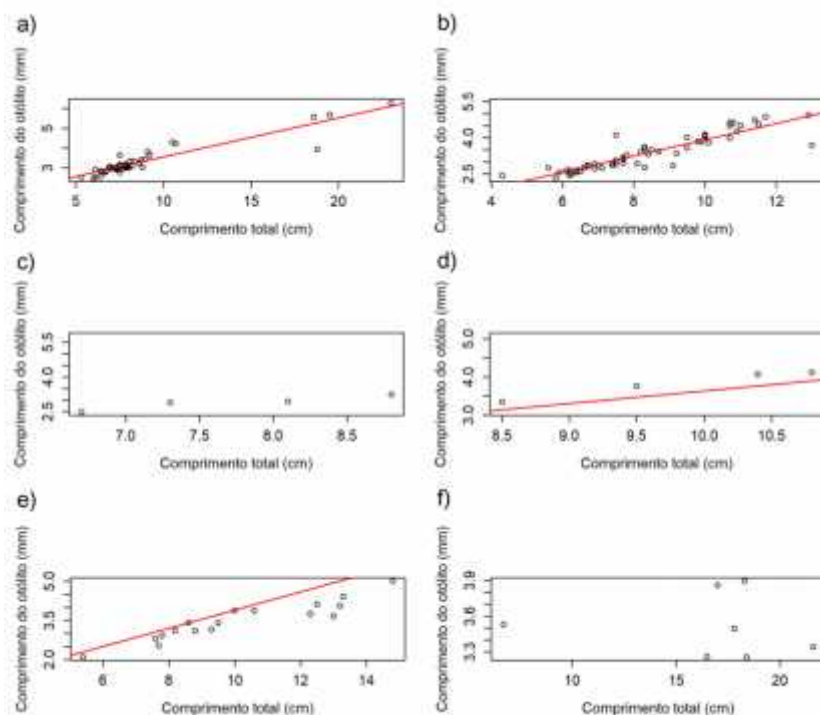 a)
Comprimento do otólito (mm)
3 5
5 10 15 20
Comprimento total (cm)
b)
Comprimento do otólito (mm)
2.5 4.0 5.5
4 6 8 10 12
Comprimento total (cm)
c)
Comprimento do otólito (mm)
2.5 4.0 5.5
7.0 7.5 8.0 8.5
Comprimento total (cm)
d)
Comprimento do otólito (mm)
3.0 4.0 5.0
8.5 9.0 9.5 10.0 10.5
Comprimento total (cm)
e)
Comprimento do otólito (mm)
2.0 3.5 5.0
6 8 10 12 14
Comprimento total (cm)
f)
Comprimento do otólito (mm)
3.3 3.6 3.9
10 15 20
Comprimento total (cm)